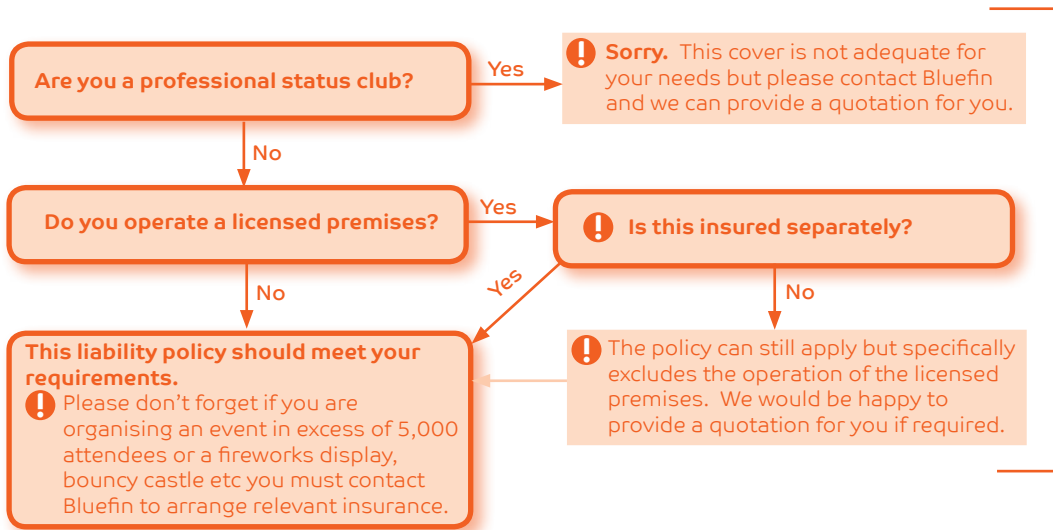 Are you a professional status club?
Yes
Sorry. This cover is not adequate for
your needs but please contact Bluefin
and we can provide a quotation for you.
No
Do you operate a licensed premises?
Yes
Is this insured separately?
No
Yes
No
This liability policy should meet your
requirements.
Please don't forget if you are
organising an event in excess of 5,000
attendees or a fireworks display,
bouncy castle etc you must contact
Bluefin to arrange relevant insurance.
The policy can still apply but specifically
excludes the operation of the licensed
premises. We would be happy to
provide a quotation for you if required.